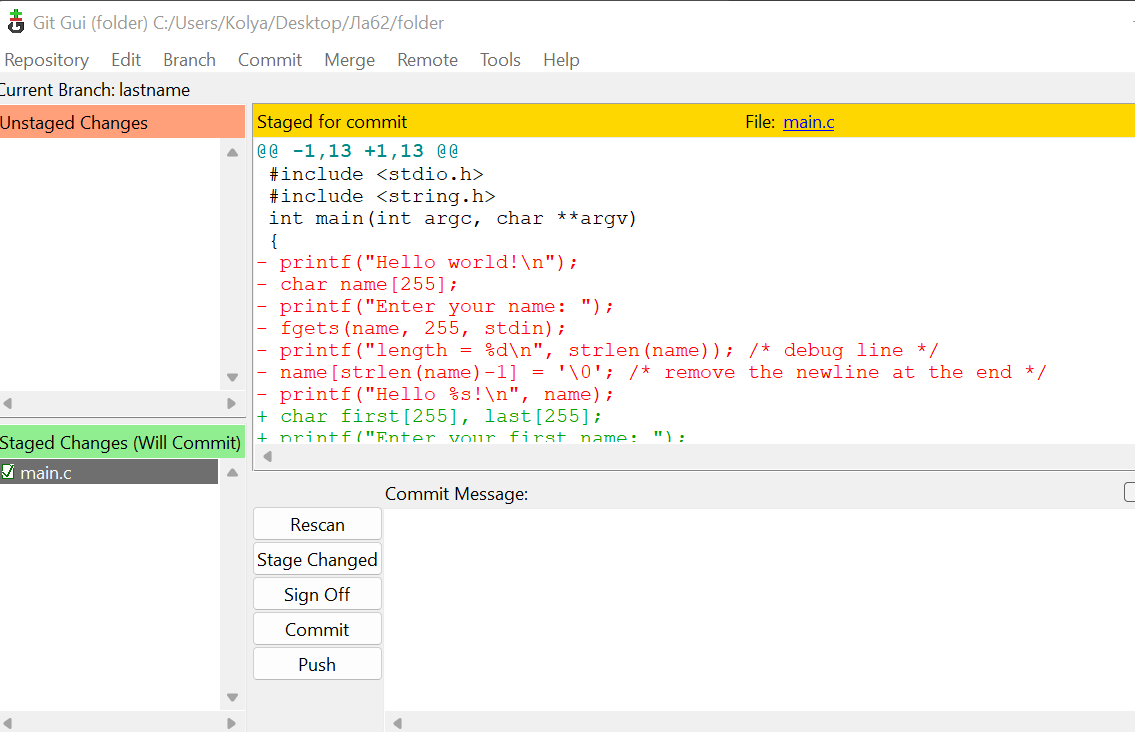 Git Gui (folder) C:/Users/Kolya/Desktop/Ла62/folder
Repository Edit Branch Commit Merge Remote Tools Help
Current Branch: lastname
Unstaged Changes
Staged for commit File: main.c
@@ -1,13 +1,13 @@
#include <stdio.h>
#include <string.h>
int main(int argc, char **argv)
{
- printf("Hello world!\n");
- char name[255];
- printf("Enter your name: ");
- fgets(name, 255, stdin);
- printf("length = %d\n", strlen(name)); /* debug line */
- name[strlen(name)-1] = '\0'; /* remove the newline at the end */
- printf("Hello %s!\n", name);
+ char first[255], last[255];
+ printf("Enter your first name: ");
Staged Changes (Will Commit)
main.c
Commit Message:
Rescan
Stage Changed
Sign Off
Commit
Push